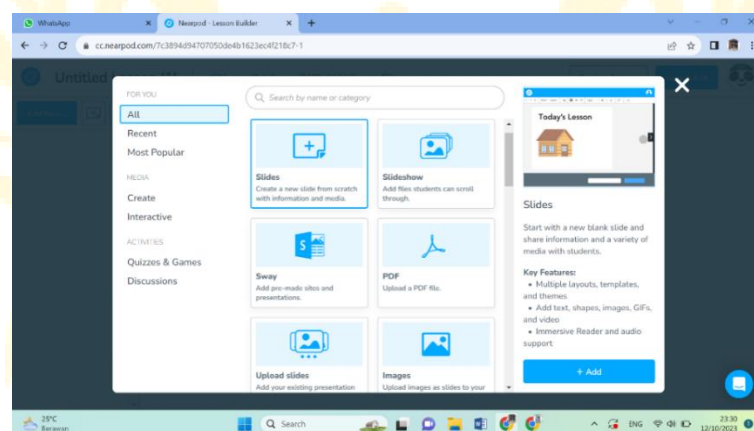 WhatsApp
Nearpod - Lesson Builder
cc.nearpod.com/7c3894d94707050de4b1623ec4f218c7-1
Untitled
FOR YOU
All
Recent
Most Popular
MEDIA
Create
Interactive
ACTIVITIES
Quizzes & Games
Discussions
Search by name or category
Slides
Create a new slide from scratch
with information and media.
Slideshow
Add files students can scroll
through.
Sway
Add pre-made sites and
presentations.
PDF
Upload a PDF file.
Upload slides
Add your existing presentation
Images
Upload images as slides to your
Today's Lesson
Slides
Start with a new blank slide and
share information and a variety of
media with students.
Key Features:
• Multiple layouts, templates,
and themes
• Add text, shapes, images, GIFs,
and video
• Immersive Reader and audio
support
+ Add
25°C
Berawan
Search
ENG
23:30
12/10/2023